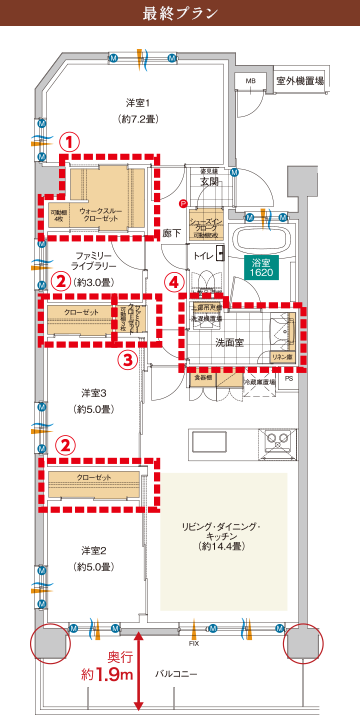 最終プラン
MB
室外機置場
洋室1
(約7.2畳)
①
姿見鏡
玄関
P
可動棚
4枚
ウォークスルー
クローゼット
シューズイン
クローク
可動棚5枚
廊下
ファミリー
ライブラリー
(約3.0畳)
トイレ
浴室
1620
②
④
クローゼット
洗濯機置場
洗面室
リネン庫
③
食器棚
冷蔵庫置場
PS
洋室3
(約5.0畳)
②
クローゼット
リビング・ダイニング・
キッチン
(約14.4畳)
洋室2
(約5.0畳)
FIX
奥行
約1.9m
バルコニー